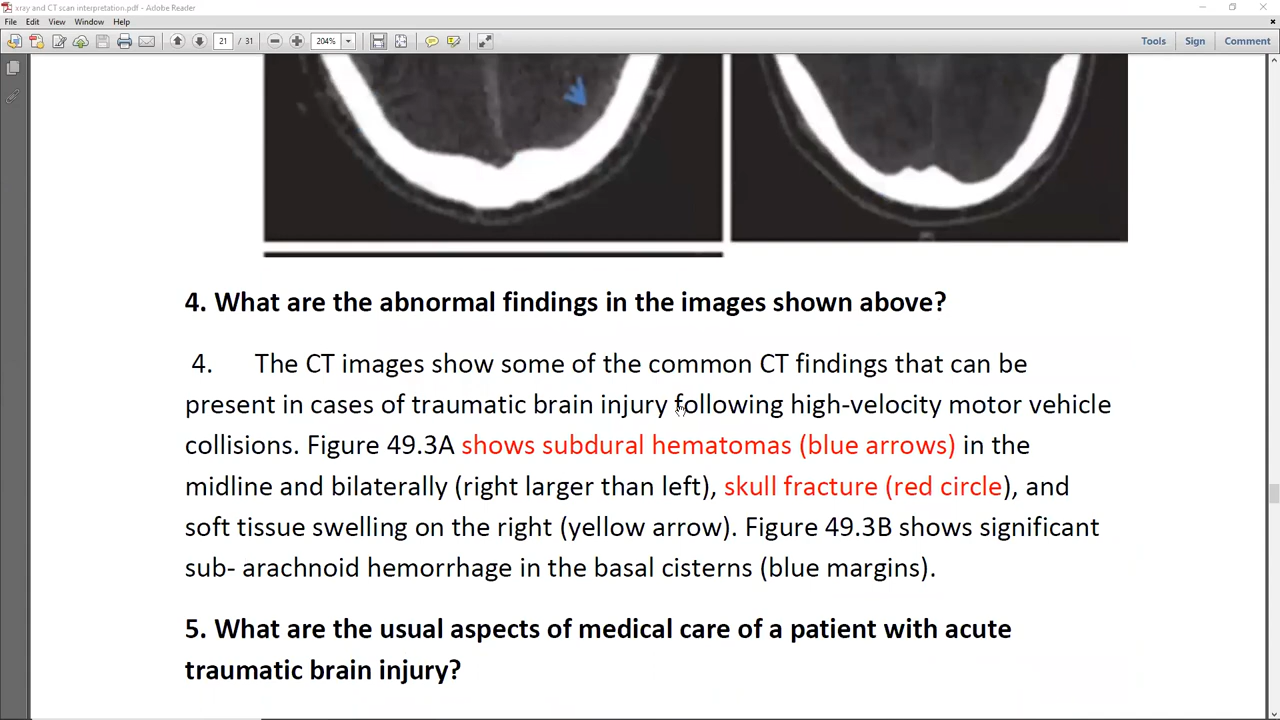 xray and CT scan interpretation.pdf - Adobe Reader
File Edit View Window Help
21 / 31 204% Tools Sign Comment
4. What are the abnormal findings in the images shown above?
4. The CT images show some of the common CT findings that can be
present in cases of traumatic brain injury following high-velocity motor vehicle
collisions. Figure 49.3A shows subdural hematomas (blue arrows) in the
midline and bilaterally (right larger than left), skull fracture (red circle), and
soft tissue swelling on the right (yellow arrow). Figure 49.3B shows significant
sub- arachnoid hemorrhage in the basal cisterns (blue margins).
5. What are the usual aspects of medical care of a patient with acute
traumatic brain injury?